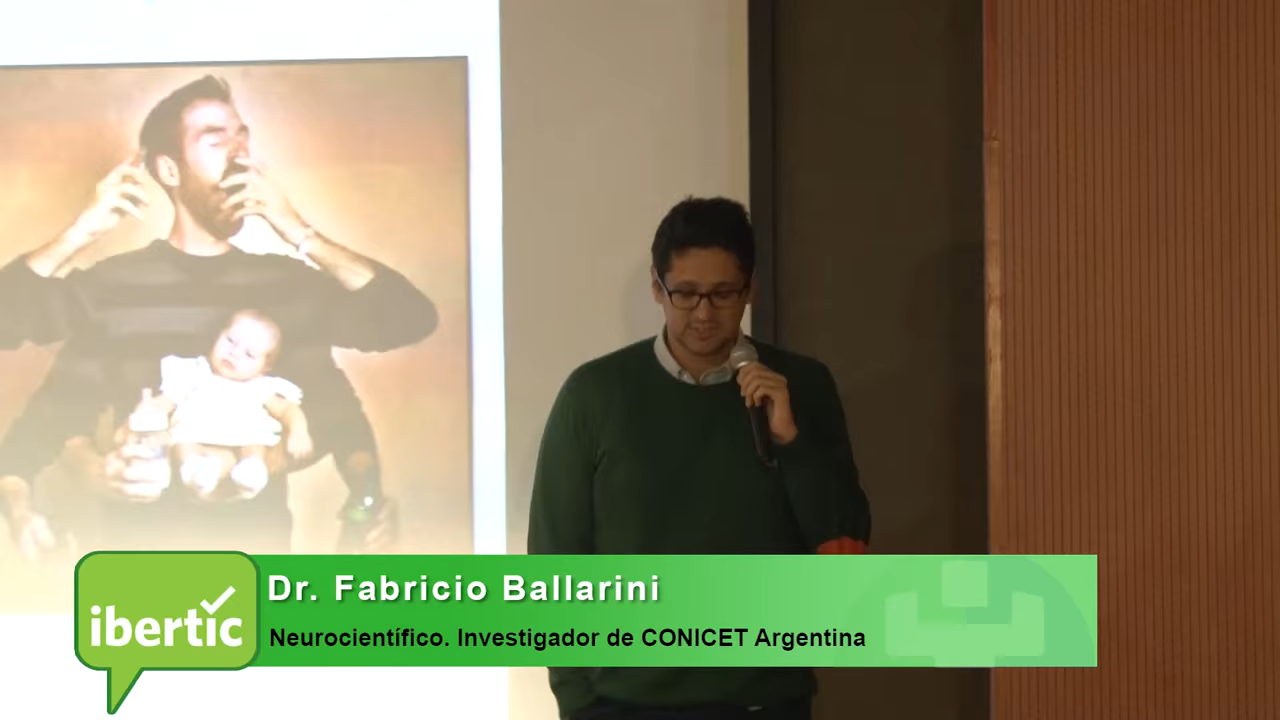 Dr. Fabricio Ballarini
ibertic
Neurocientífico. Investigador de CONICET Argentina